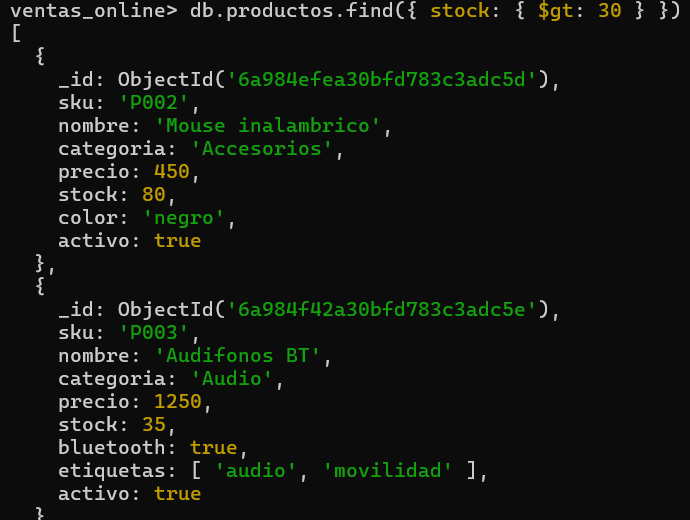 ventas_online> db.productos.find({ stock: { $gt: 30 } })
[
  {
    _id: ObjectId('6a984efea30bfd783c3adc5d'),
    sku: 'P002',
    nombre: 'Mouse inalambrico',
    categoria: 'Accesorios',
    precio: 450,
    stock: 80,
    color: 'negro',
    activo: true
  },
  {
    _id: ObjectId('6a984f42a30bfd783c3adc5e'),
    sku: 'P003',
    nombre: 'Audifonos BT',
    categoria: 'Audio',
    precio: 1250,
    stock: 35,
    bluetooth: true,
    etiquetas: [ 'audio', 'movilidad' ],
    activo: true
  }